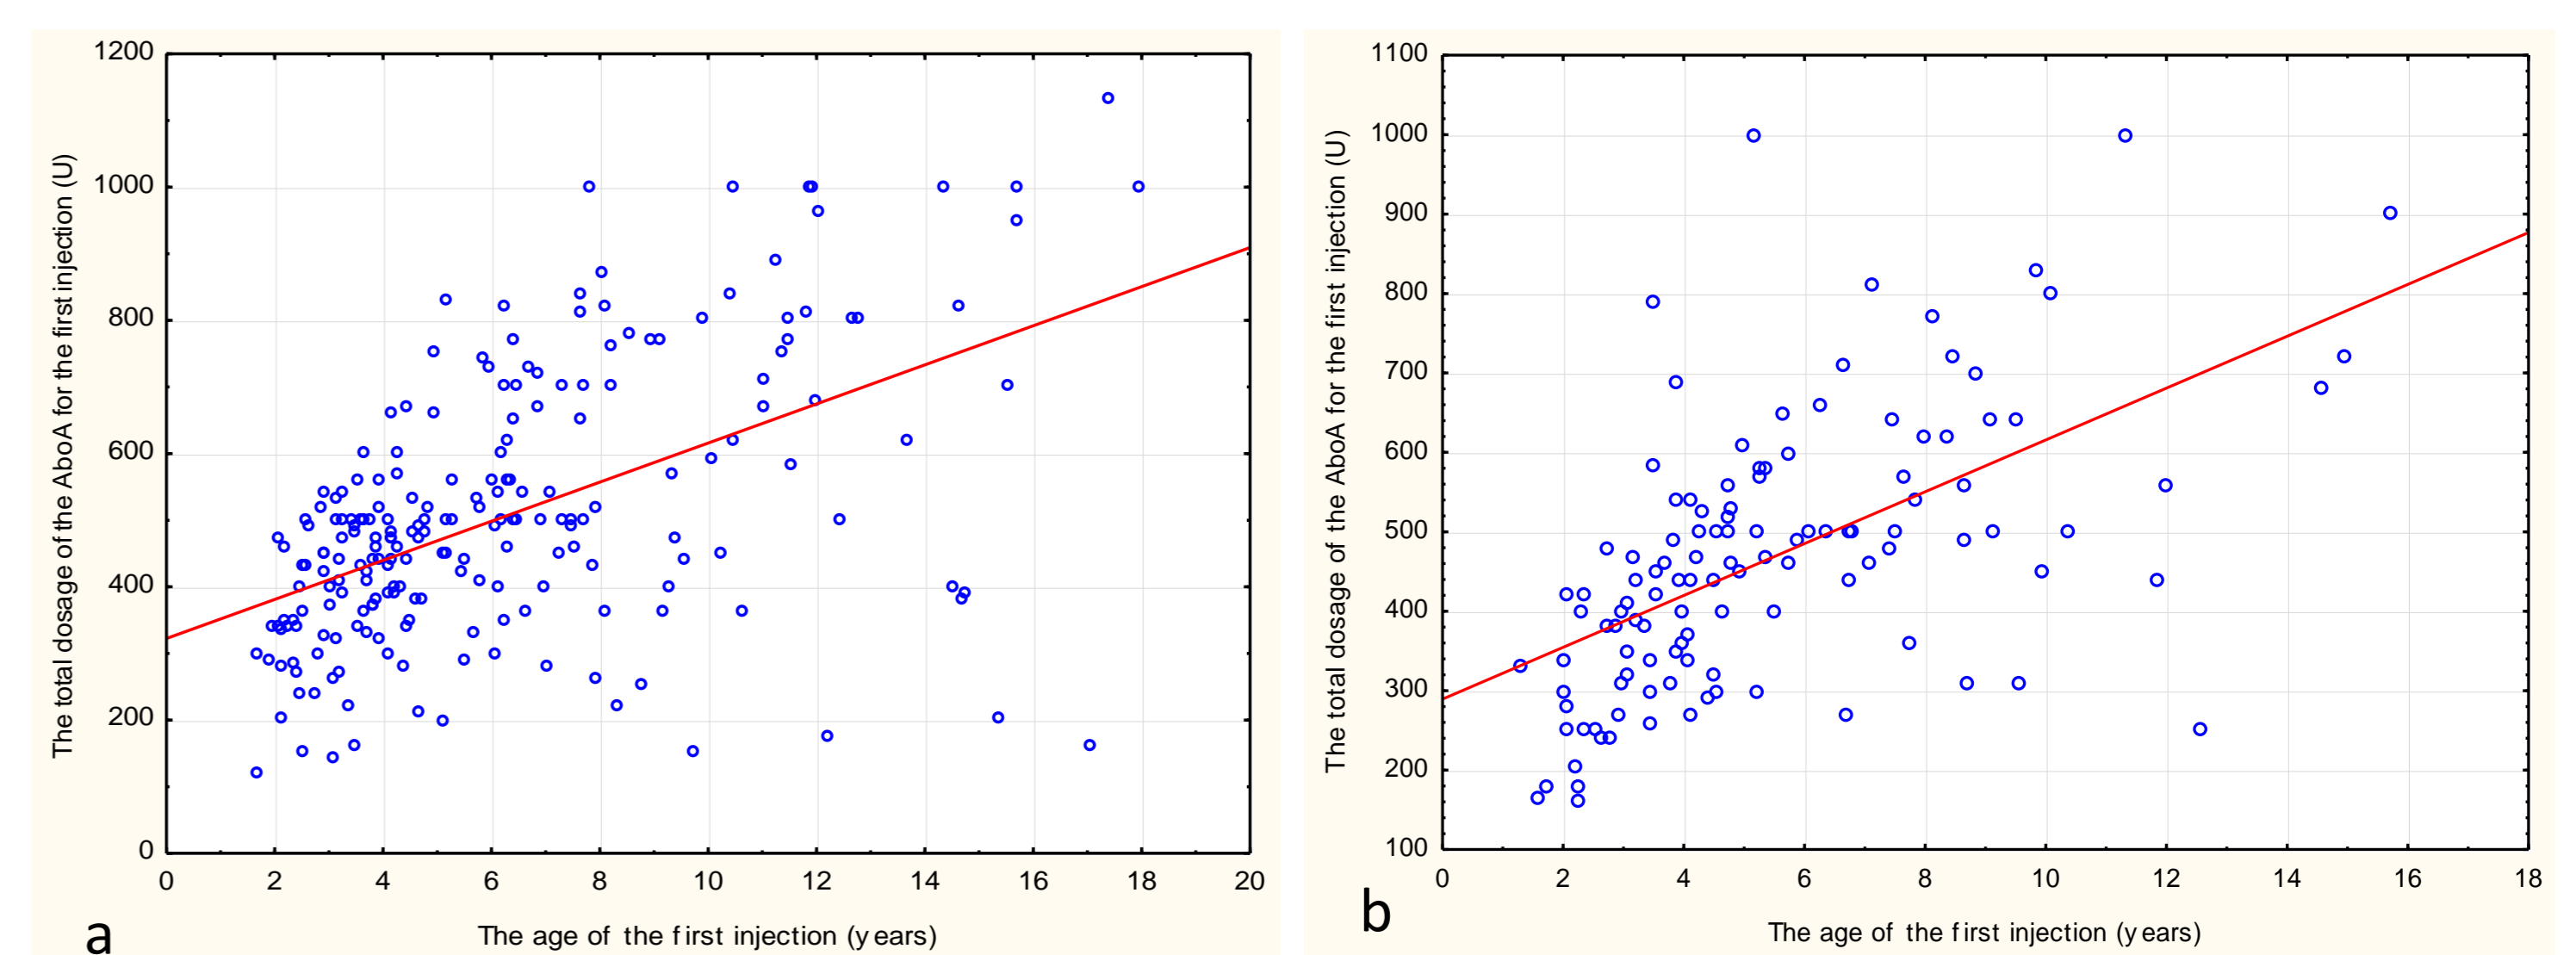 The total dosage of the AboA for the first injection (U)
1200
1000
800
600
400
200
0
0 2 4 6 8 10 12 14 16 18 20
The age of the first injection (years)
a
The total dosage of the AboA for the first injection (U)
1100
1000
900
800
700
600
500
400
300
200
100
0 2 4 6 8 10 12 14 16 18
The age of the first injection (years)
b